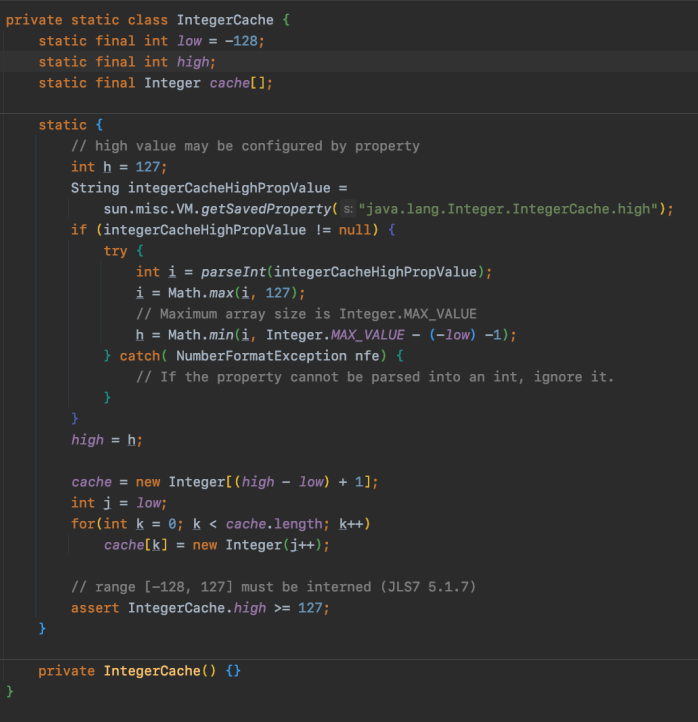 private static class IntegerCache {
    static final int low = -128;
    static final int high;
    static final Integer cache[];

    static {
        // high value may be configured by property
        int h = 127;
        String integerCacheHighPropValue =
            sun.misc.VM.getSavedProperty( s: "java.lang.Integer.IntegerCache.high");
        if (integerCacheHighPropValue != null) {
            try {
                int i = parseInt(integerCacheHighPropValue);
                i = Math.max(i, 127);
                // Maximum array size is Integer.MAX_VALUE
                h = Math.min(i, Integer.MAX_VALUE - (-low) -1);
            } catch( NumberFormatException nfe) {
                // If the property cannot be parsed into an int, ignore it.
            }
        }
        high = h;

        cache = new Integer[(high - low) + 1];
        int j = low;
        for(int k = 0; k < cache.length; k++)
            cache[k] = new Integer(j++);

        // range [-128, 127] must be interned (JLS7 5.1.7)
        assert IntegerCache.high >= 127;
    }

    private IntegerCache() {}
}